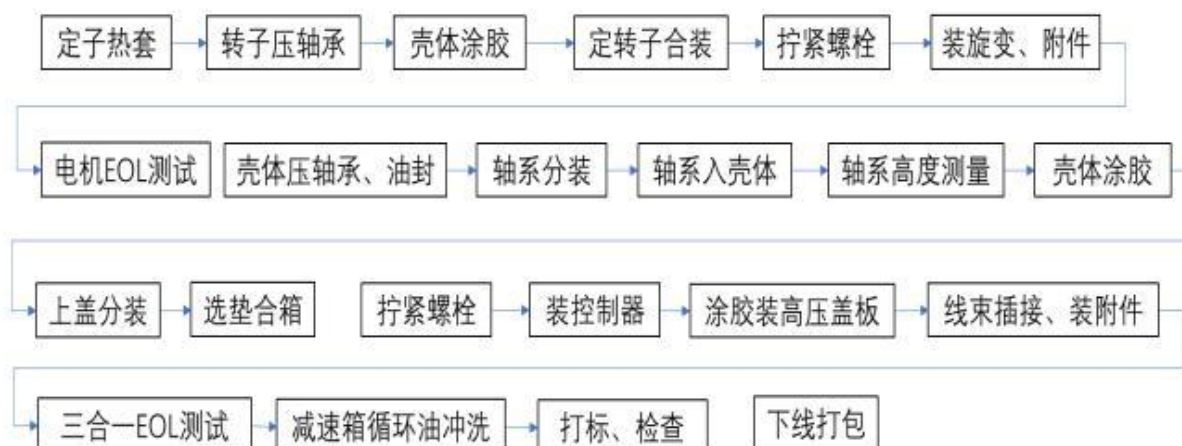 定子热套 转子压轴承 壳体涂胶 定转子合装 拧紧螺栓 装旋变、附件
电机EOL测试 壳体压轴承、油封 轴系分装 轴系入壳体 轴系高度测量 壳体涂胶
上盖分装 选垫合箱 拧紧螺栓 装控制器 涂胶装高压盖板 线束插接、装附件
三合一EOL测试 减速箱循环油冲洗 打标、检查 下线打包